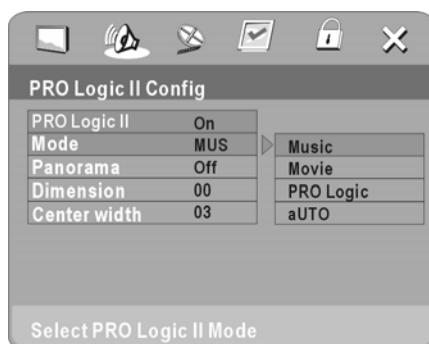 PRO Logic II Config
PRO Logic II On
Mode MUS Music
Panorama Off Movie
Dimension 00 PRO Logic
Center width 03 aUTO
Select PRO Logic II Mode